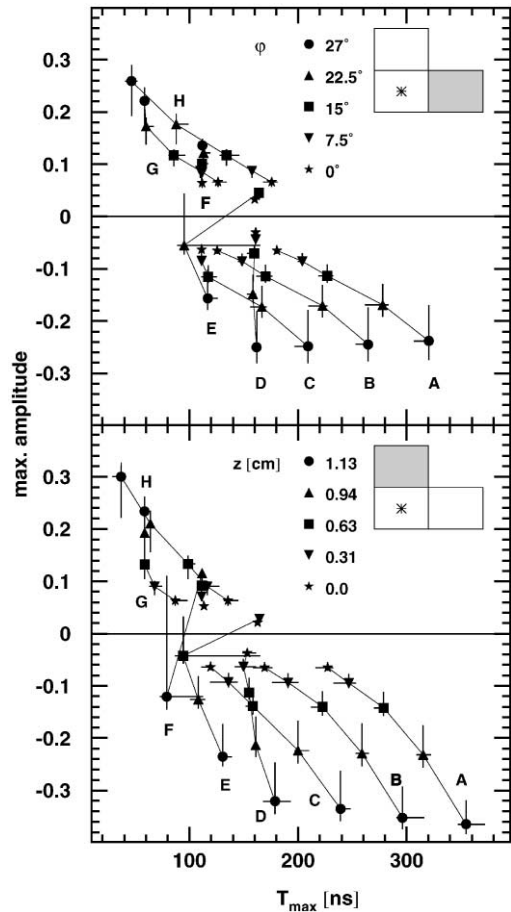 φ
27°
22.5°
15°
7.5°
0°
0.3
0.2
0.1
0
-0.1
-0.2
-0.3
H
G
F
E
D
C
B
A
max. amplitude
z [cm]
1.13
0.94
0.63
0.31
0.0
0.3
0.2
0.1
0
-0.1
-0.2
-0.3
H
G
F
E
D
C
B
A
100
200
300
Tmax [ns]